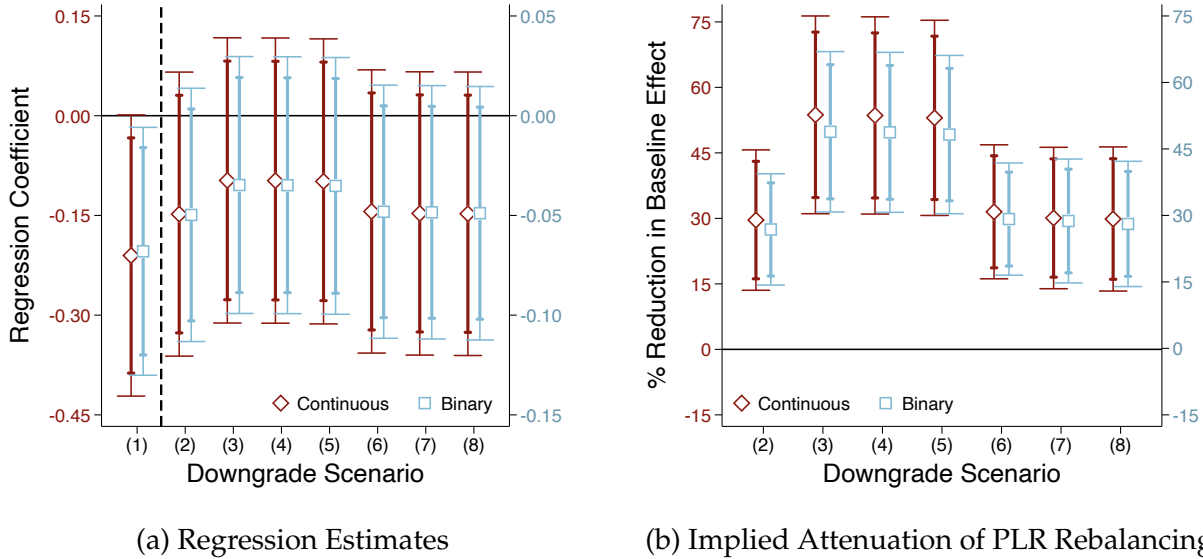 0.15
0.00
-0.15
-0.30
-0.45
Regression Coefficient
0.05
0.00
-0.05
-0.10
-0.15
Continuous Binary
(1) (2) (3) (4) (5) (6) (7) (8)
Downgrade Scenario
(a) Regression Estimates
75
60
45
30
15
0
-15
% Reduction in Baseline Effect
75
60
45
30
15
0
-15
Continuous Binary
(2) (3) (4) (5) (6) (7) (8)
Downgrade Scenario
(b) Implied Attenuation of PLR Rebalancing